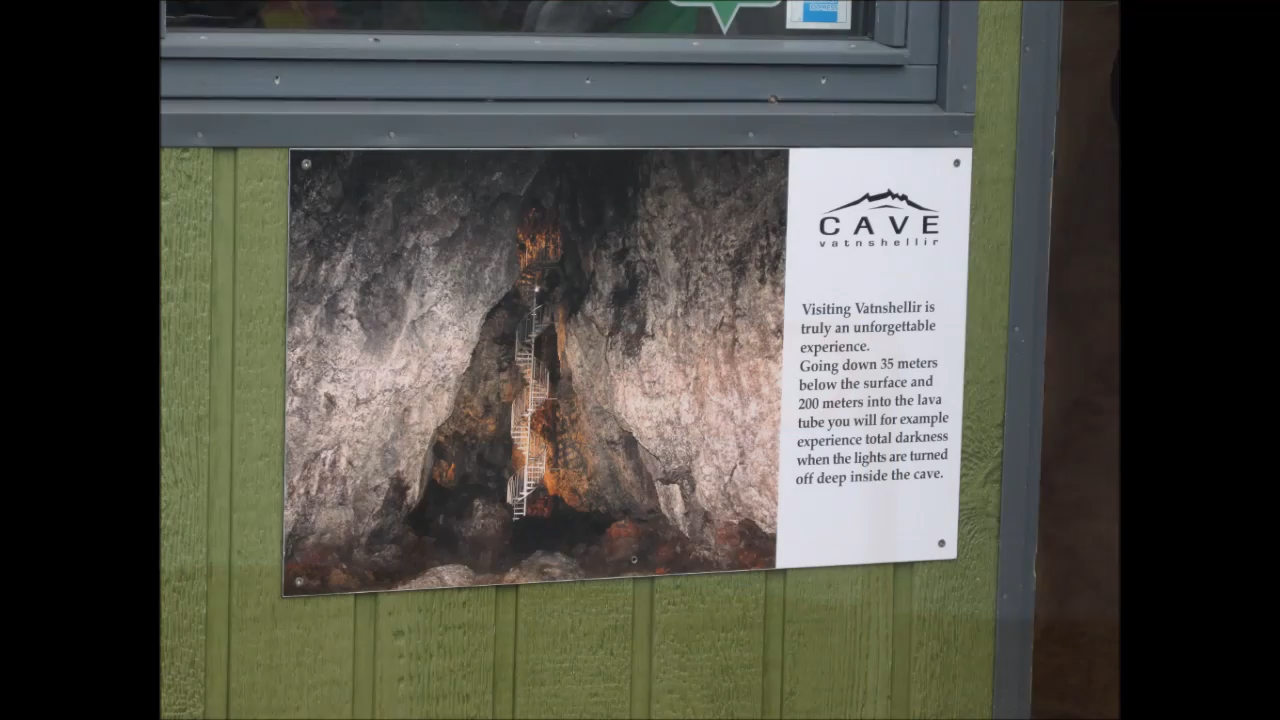 CAVE
vatnshellir
Visiting Vatnshellir is
truly an unforgettable
experience.
Going down 35 meters
below the surface and
200 meters into the lava
tube you will for example
experience total darkness
when the lights are turned
off deep inside the cave.